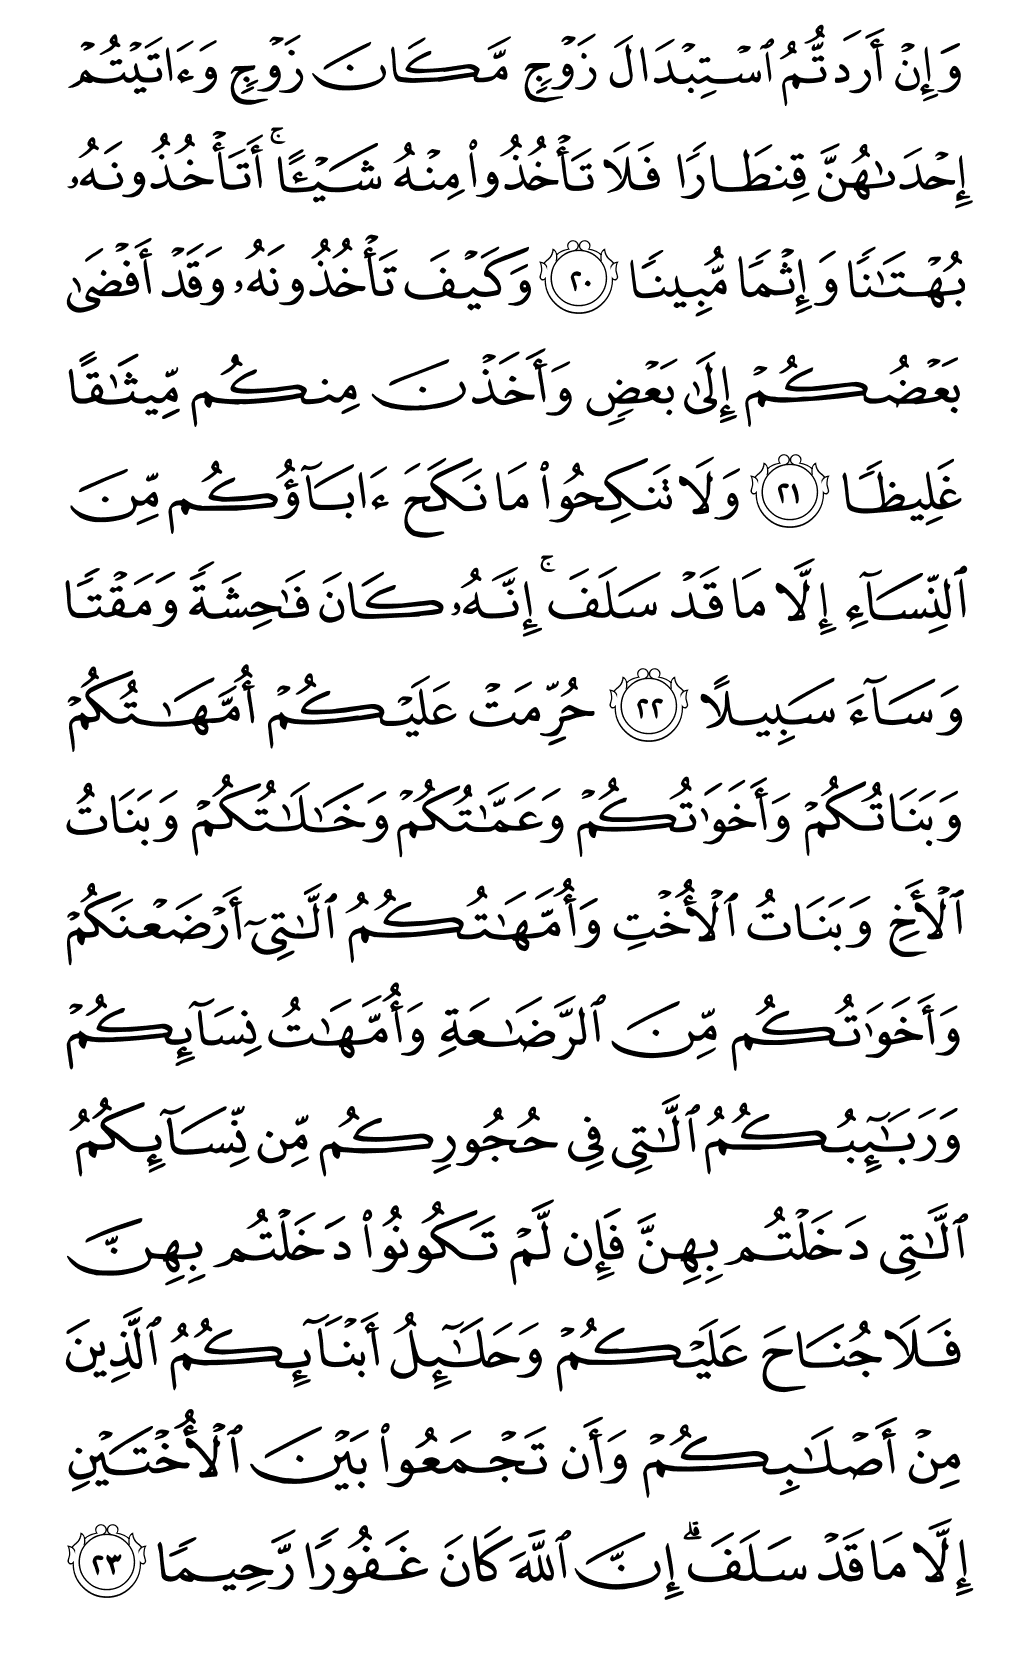 وَإِنْ أَرَدتُّمُ ٱسْتِبْدَالَ زَوْجٍ مَّكَانَ زَوْجٍ وَءَاتَيْتُمْ
إِحْدَىٰهُنَّ قِنطَارًا فَلَا تَأْخُذُوا۟ مِنْهُ شَيْـًٔا ۚ أَتَأْخُذُونَهُۥ
بُهْتَـٰنًا وَإِثْمًا مُّبِينًا ٢٠ وَكَيْفَ تَأْخُذُونَهُۥ وَقَدْ أَفْضَىٰ
بَعْضُكُمْ إِلَىٰ بَعْضٍ وَأَخَذْنَ مِنكُم مِّيثَـٰقًا
غَلِيظًا ٢١ وَلَا تَنكِحُوا۟ مَا نَكَحَ ءَابَآؤُكُم مِّنَ
ٱلنِّسَآءِ إِلَّا مَا قَدْ سَلَفَ ۚ إِنَّهُۥ كَانَ فَـٰحِشَةً وَمَقْتًا
وَسَآءَ سَبِيلًا ٢٢ حُرِّمَتْ عَلَيْكُمْ أُمَّهَـٰتُكُمْ
وَبَنَاتُكُمْ وَأَخَوَٰتُكُمْ وَعَمَّـٰتُكُمْ وَخَـٰلَـٰتُكُمْ وَبَنَاتُ
ٱلْأَخِ وَبَنَاتُ ٱلْأُخْتِ وَأُمَّهَـٰتُكُمُ ٱلَّـٰتِىٓ أَرْضَعْنَكُمْ
وَأَخَوَٰتُكُم مِّنَ ٱلرَّضَـٰعَةِ وَأُمَّهَـٰتُ نِسَآئِكُمْ
وَرَبَـٰٓئِبُكُمُ ٱلَّـٰتِى فِى حُجُورِكُم مِّن نِّسَآئِكُمُ
ٱلَّـٰتِى دَخَلْتُم بِهِنَّ فَإِن لَّمْ تَكُونُوا۟ دَخَلْتُم بِهِنَّ
فَلَا جُنَاحَ عَلَيْكُمْ وَحَلَـٰٓئِلُ أَبْنَآئِكُمُ ٱلَّذِينَ
مِنْ أَصْلَـٰبِكُمْ وَأَن تَجْمَعُوا۟ بَيْنَ ٱلْأُخْتَيْنِ
إِلَّا مَا قَدْ سَلَفَ ۗ إِنَّ ٱللَّهَ كَانَ غَفُورًا رَّحِيمًا ٢٣